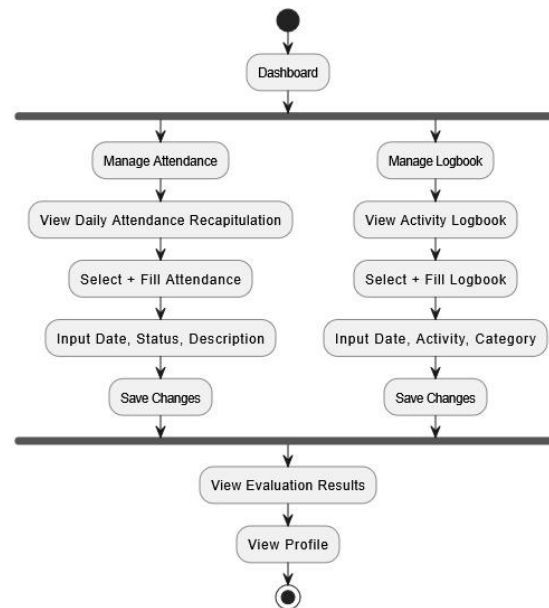 Dashboard
Manage Attendance
View Daily Attendance Recapitulation
Select + Fill Attendance
Input Date, Status, Description
Save Changes
Manage Logbook
View Activity Logbook
Select + Fill Logbook
Input Date, Activity, Category
Save Changes
View Evaluation Results
View Profile